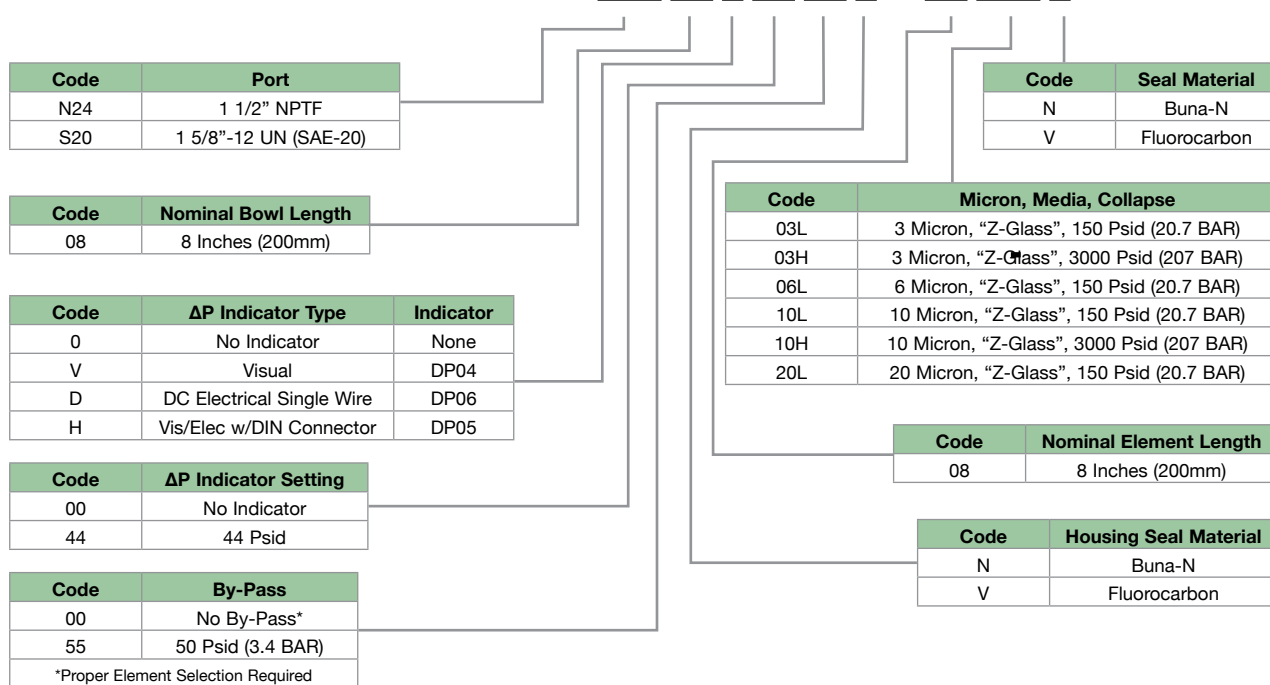 Code Port
N24 1 1/2” NPTF
S20 1 5/8”-12 UN (SAE-20)
Code Nominal Bowl Length
08 8 Inches (200mm)
Code ΔP Indicator Type Indicator
0 No Indicator None
V Visual DP04
D DC Electrical Single Wire DP06
H Vis/Elec w/DIN Connector DP05
Code ΔP Indicator Setting
00 No Indicator
44 44 Psid
Code By-Pass
00 No By-Pass*
55 50 Psid (3.4 BAR)
*Proper Element Selection Required
Code Seal Material
N Buna-N
V Fluorocarbon
Code Micron, Media, Collapse
03L 3 Micron, “Z-Glass”, 150 Psid (20.7 BAR)
03H 3 Micron, “Z-Glass”, 3000 Psid (207 BAR)
06L 6 Micron, “Z-Glass”, 150 Psid (20.7 BAR)
10L 10 Micron, “Z-Glass”, 150 Psid (20.7 BAR)
10H 10 Micron, “Z-Glass”, 3000 Psid (207 BAR)
20L 20 Micron, “Z-Glass”, 150 Psid (20.7 BAR)
Code Nominal Element Length
08 8 Inches (200mm)
Code Housing Seal Material
N Buna-N
V Fluorocarbon